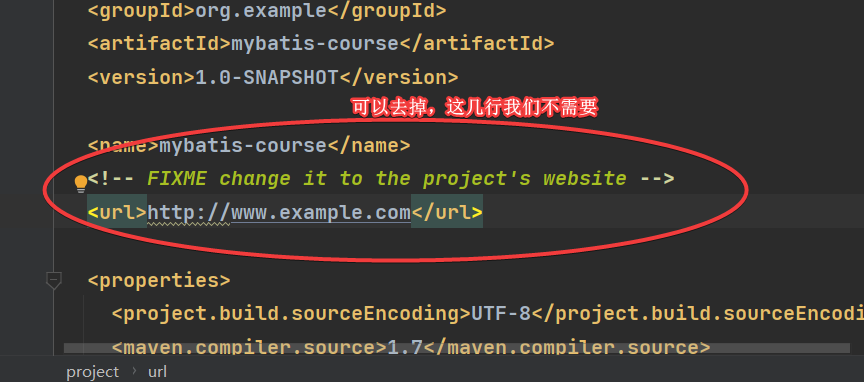 <groupId>org.example</groupId>
<artifactId>mybatis-course</artifactId>
<version>1.0-SNAPSHOT</version>
可以去掉，这几行我们不需要
<name>mybatis-course</name>
<!-- FIXME change it to the project's website -->
<url>http://www.example.com</url>
<properties>
<project.build.sourceEncoding>UTF-8</project.build.sourceEncodi
<maven.compiler.source>1.7</maven.compiler.source>
project › url